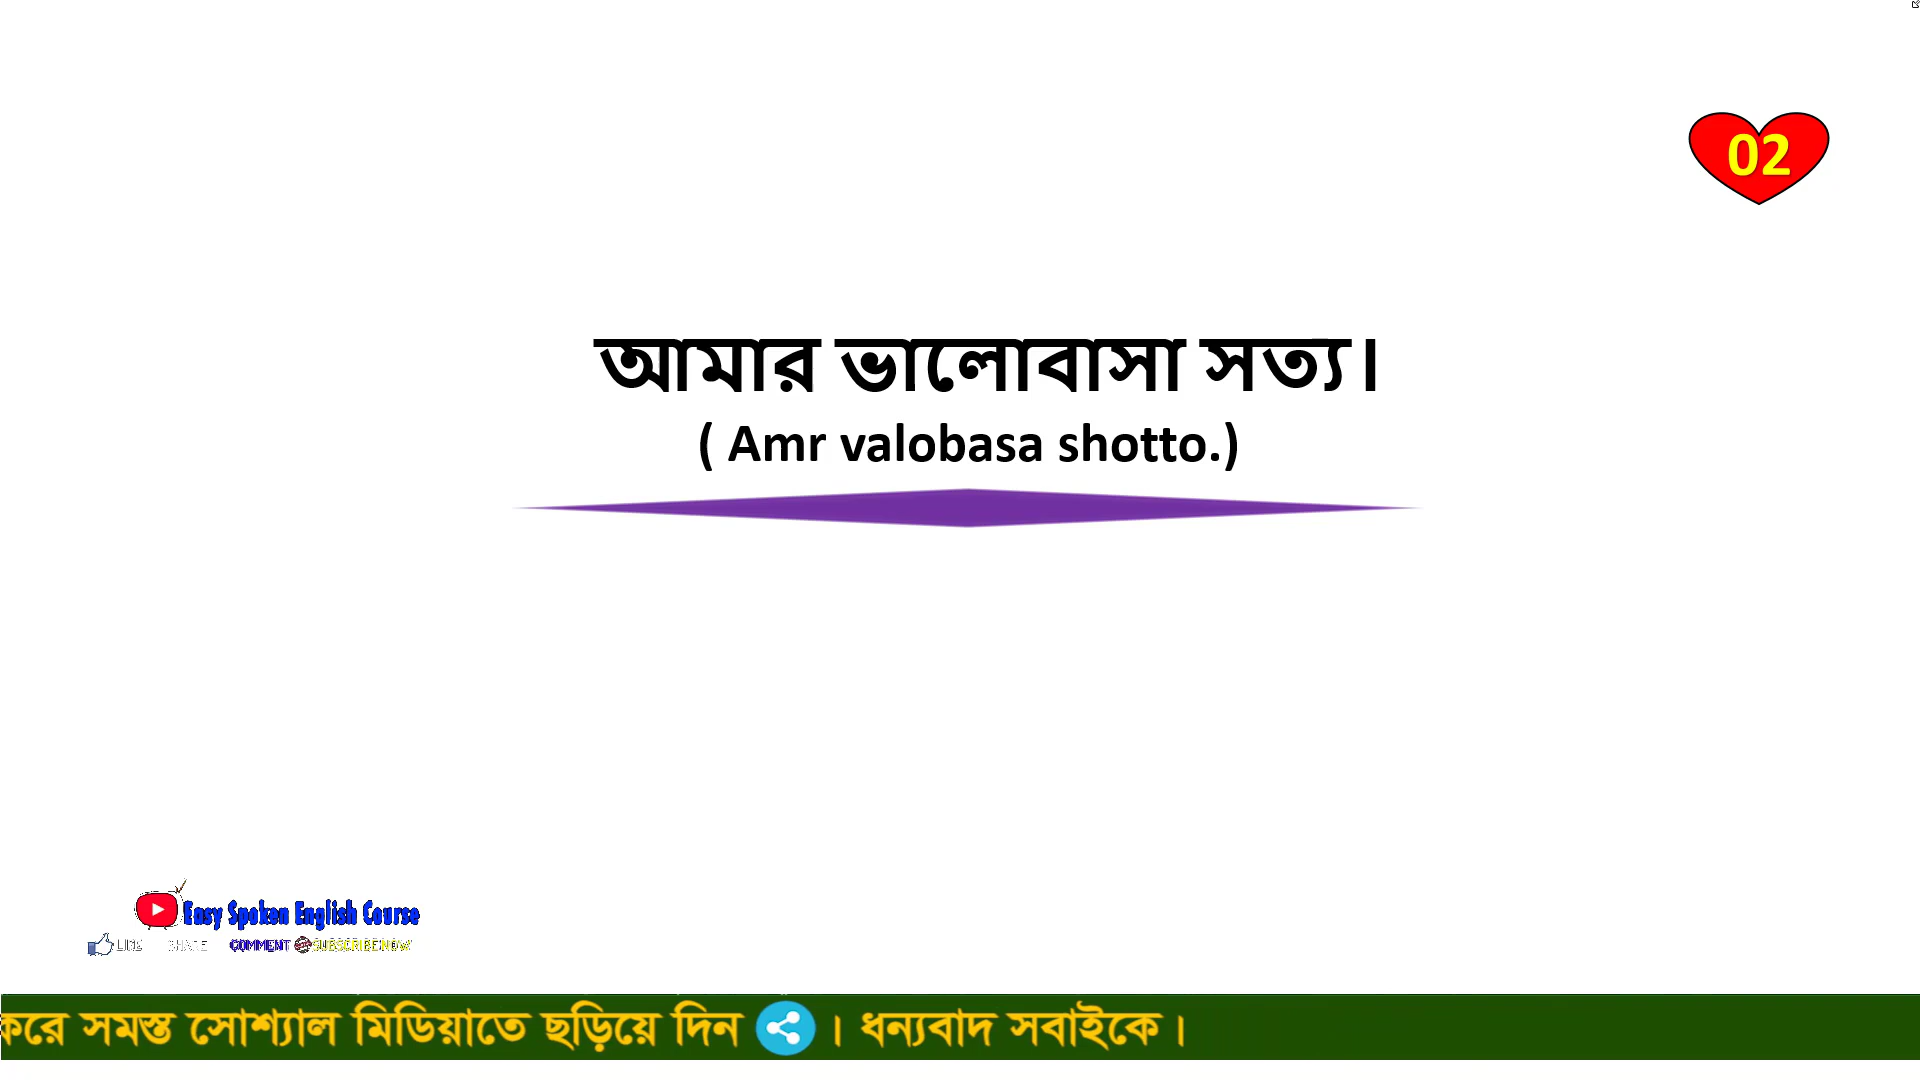 02
আমার ভালোবাসা সত্য।
( Amr valobasa shotto.)
Easy Spoken English Course
LIKE SHARE COMMENT SUBSCRIBE NOW
করে সমস্ত সোশ্যাল মিডিয়াতে ছড়িয়ে দিন । ধন্যবাদ সবাইকে।